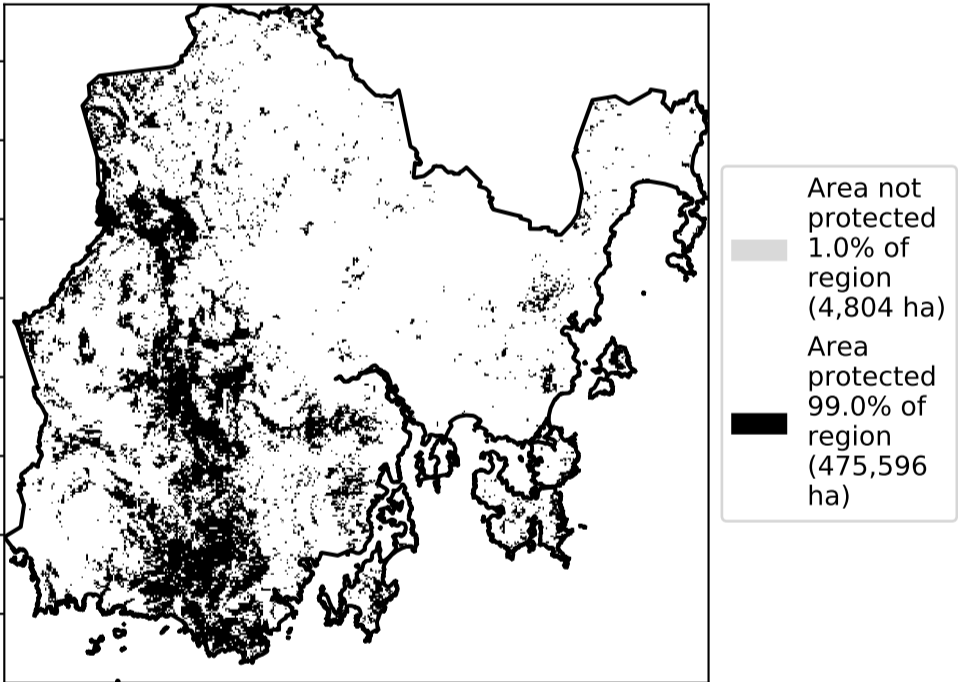 Area not
protected
1.0% of
region
(4,804 ha)
Area
protected
99.0% of
region
(475,596
ha)